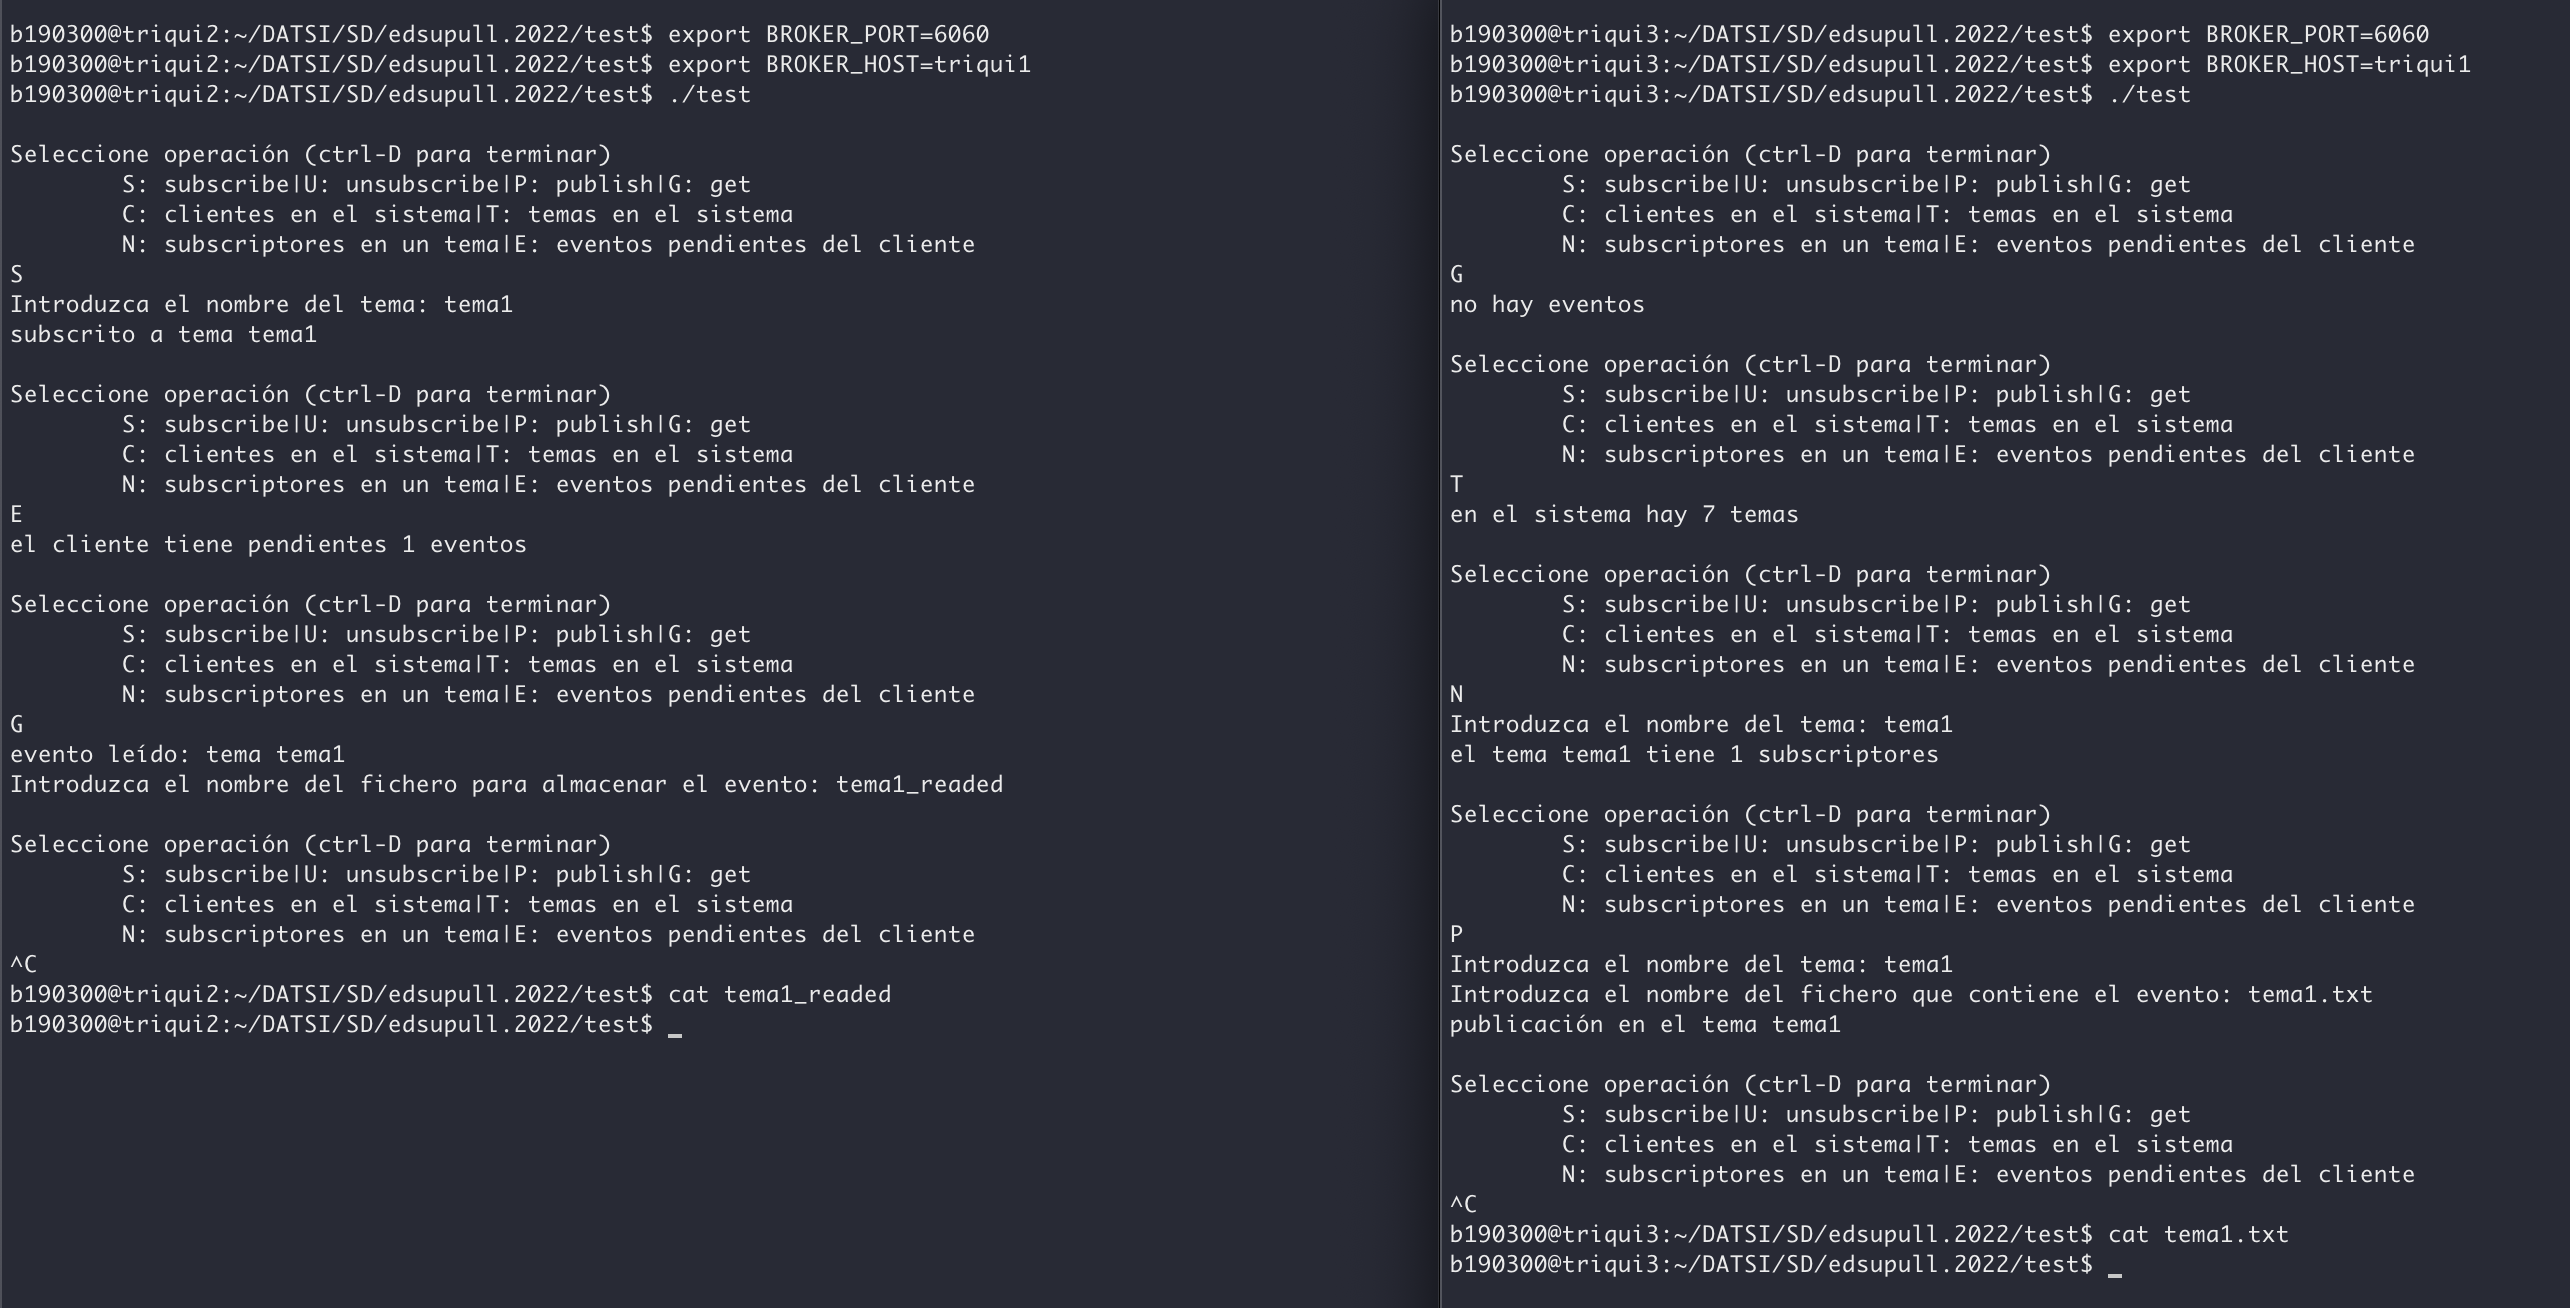 b190300@triqui2:~/DATSI/SD/edsupull.2022/test$ export BROKER_PORT=6060
b190300@triqui2:~/DATSI/SD/edsupull.2022/test$ export BROKER_HOST=triqui1
b190300@triqui2:~/DATSI/SD/edsupull.2022/test$ ./test
Seleccione operación (ctrl-D para terminar)
S: subscribe|U: unsubscribe|P: publish|G: get
C: clientes en el sistema|T: temas en el sistema
N: subscriptores en un tema|E: eventos pendientes del cliente
S
Introduzca el nombre del tema: tema1
subscrito a tema tema1
Seleccione operación (ctrl-D para terminar)
S: subscribe|U: unsubscribe|P: publish|G: get
C: clientes en el sistema|T: temas en el sistema
N: subscriptores en un tema|E: eventos pendientes del cliente
E
el cliente tiene pendientes 1 eventos
Seleccione operación (ctrl-D para terminar)
S: subscribe|U: unsubscribe|P: publish|G: get
C: clientes en el sistema|T: temas en el sistema
N: subscriptores en un tema|E: eventos pendientes del cliente
G
evento leído: tema tema1
Introduzca el nombre del fichero para almacenar el evento: tema1_readed
Seleccione operación (ctrl-D para terminar)
S: subscribe|U: unsubscribe|P: publish|G: get
C: clientes en el sistema|T: temas en el sistema
N: subscriptores en un tema|E: eventos pendientes del cliente
^C
b190300@triqui2:~/DATSI/SD/edsupull.2022/test$ cat tema1_readed
b190300@triqui2:~/DATSI/SD/edsupull.2022/test$ _
b190300@triqui3:~/DATSI/SD/edsupull.2022/test$ export BROKER_PORT=6060
b190300@triqui3:~/DATSI/SD/edsupull.2022/test$ export BROKER_HOST=triqui1
b190300@triqui3:~/DATSI/SD/edsupull.2022/test$ ./test
Seleccione operación (ctrl-D para terminar)
S: subscribe|U: unsubscribe|P: publish|G: get
C: clientes en el sistema|T: temas en el sistema
N: subscriptores en un tema|E: eventos pendientes del cliente
G
no hay eventos
Seleccione operación (ctrl-D para terminar)
S: subscribe|U: unsubscribe|P: publish|G: get
C: clientes en el sistema|T: temas en el sistema
N: subscriptores en un tema|E: eventos pendientes del cliente
T
en el sistema hay 7 temas
Seleccione operación (ctrl-D para terminar)
S: subscribe|U: unsubscribe|P: publish|G: get
C: clientes en el sistema|T: temas en el sistema
N: subscriptores en un tema|E: eventos pendientes del cliente
N
Introduzca el nombre del tema: tema1
el tema tema1 tiene 1 subscriptores
Seleccione operación (ctrl-D para terminar)
S: subscribe|U: unsubscribe|P: publish|G: get
C: clientes en el sistema|T: temas en el sistema
N: subscriptores en un tema|E: eventos pendientes del cliente
P
Introduzca el nombre del tema: tema1
Introduzca el nombre del fichero que contiene el evento: tema1.txt
publicación en el tema tema1
Seleccione operación (ctrl-D para terminar)
S: subscribe|U: unsubscribe|P: publish|G: get
C: clientes en el sistema|T: temas en el sistema
N: subscriptores en un tema|E: eventos pendientes del cliente
^C
b190300@triqui3:~/DATSI/SD/edsupull.2022/test$ cat tema1.txt
b190300@triqui3:~/DATSI/SD/edsupull.2022/test$ _